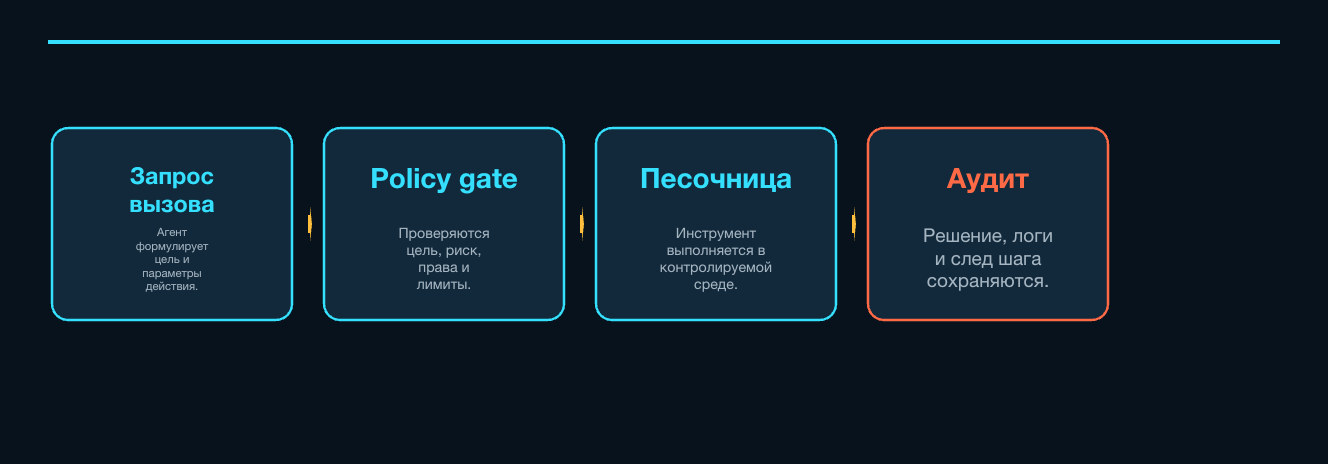 Запрос
вызова
Агент
формулирует
цель и
параметры
действия.
Policy gate
Проверяются
цель, риск,
права и
лимиты.
Песочница
Инструмент
выполняется в
контролируемой
среде.
Аудит
Решение, логи
и след шага
сохраняются.